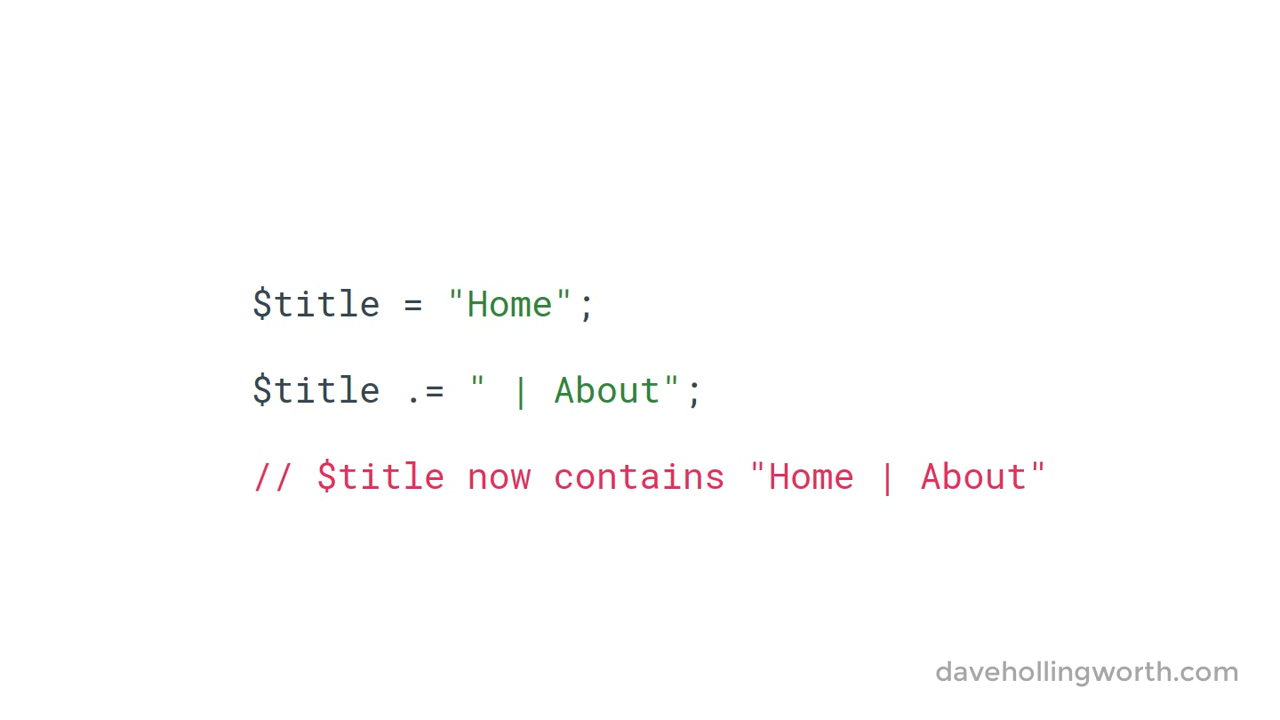 $title = "Home";
$title .= " | About";
// $title now contains "Home | About"
davehollingworth.com